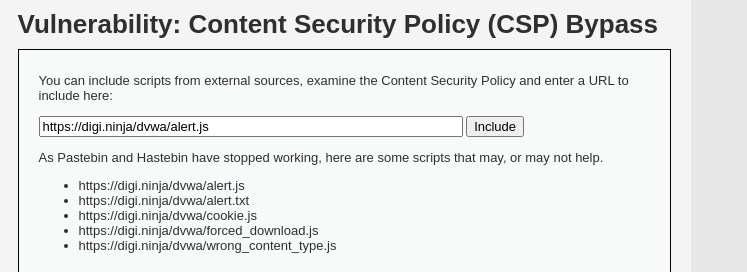 Vulnerability: Content Security Policy (CSP) Bypass
You can include scripts from external sources, examine the Content Security Policy and enter a URL to
include here:
https://digi.ninja/dvwa/alert.js Include
As Pastebin and Hastebin have stopped working, here are some scripts that may, or may not help.
https://digi.ninja/dvwa/alert.js
https://digi.ninja/dvwa/alert.txt
https://digi.ninja/dvwa/cookie.js
https://digi.ninja/dvwa/forced_download.js
https://digi.ninja/dvwa/wrong_content_type.js